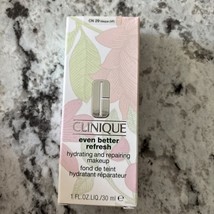 CLINIQUE
even better
refresh
hydrating and repairing
makeup
fond de teint
hydratant réparateur
1 FL.OZ.LIQ./30 ml ℮